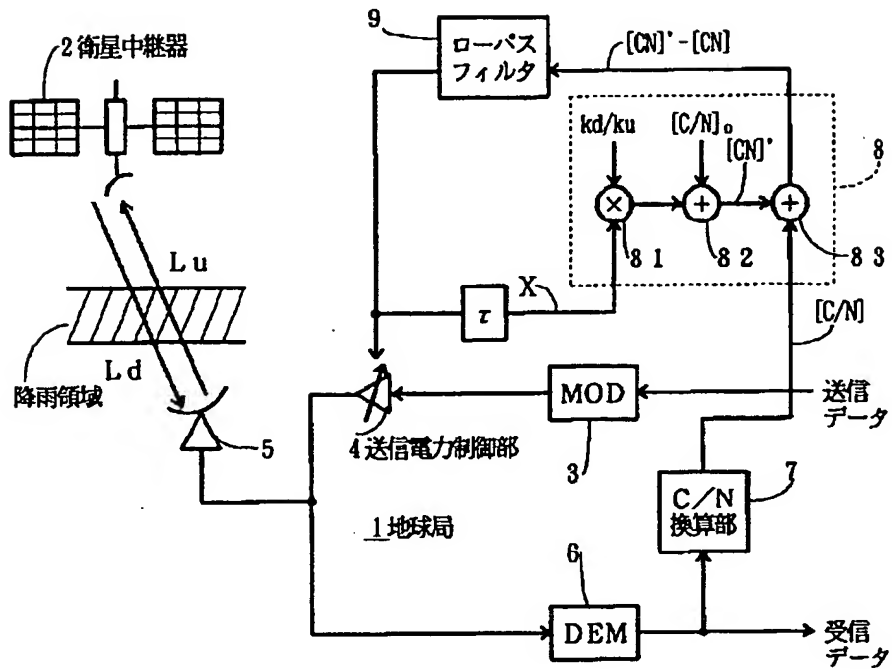 9
ローパス
フィルタ
[CN]'-[CN]
2 衛星中継器
kd/ku
[C/N]₀
[CN]'
8
×
+
+
81
82
83
Lu
X
τ
[C/N]
Ld
降雨領域
MOD
送信
データ
5
4 送信電力制御部
3
7
C/N
換算部
1 地球局
6
DEM
受信
データ